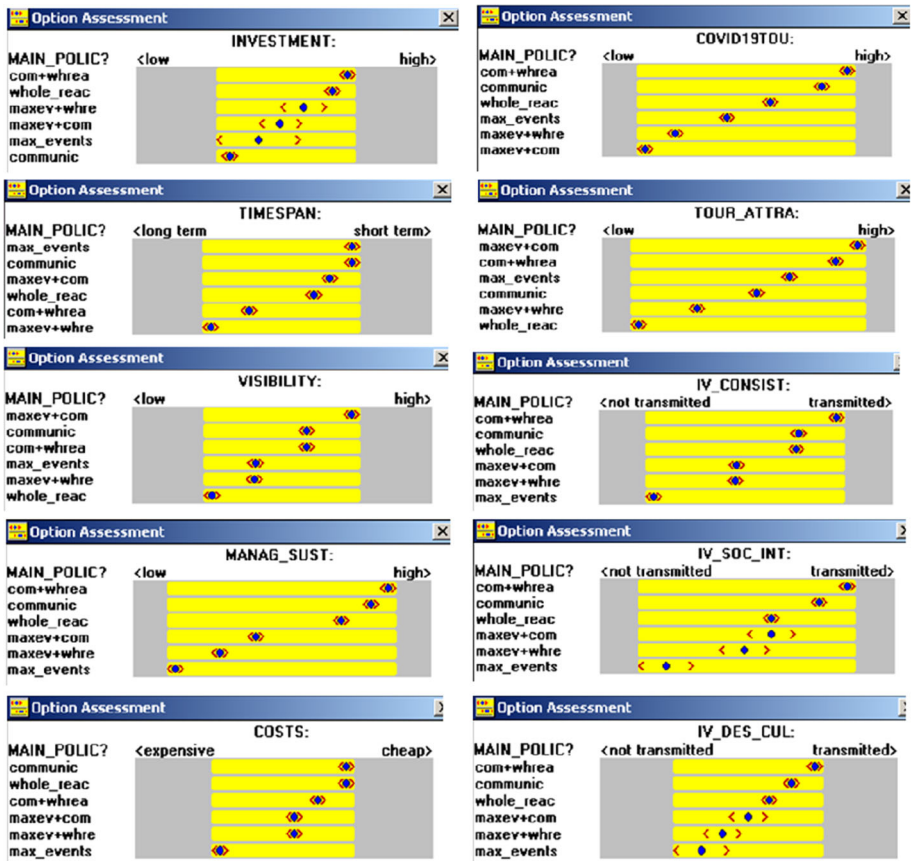 Option Assessment
INVESTMENT:
MAIN_POLIC? <low high>
com+whrea
whole_reac
maxev+whre
maxev+com
max_events
communic
Option Assessment
COVID19TOU:
MAIN_POLIC? <low high>
com+whrea
communic
whole_reac
max_events
maxev+whre
maxev+com
Option Assessment
TIMESPAN:
MAIN_POLIC? <long term short term>
max_events
communic
maxev+com
whole_reac
com+whrea
maxev+whre
Option Assessment
TOUR_ATTRA:
MAIN_POLIC? <low high>
maxev+com
com+whrea
max_events
communic
maxev+whre
whole_reac
Option Assessment
VISIBILITY:
MAIN_POLIC? <low high>
maxev+com
communic
com+whrea
max_events
maxev+whre
whole_reac
Option Assessment
IV_CONSIST:
MAIN_POLIC? <not transmitted transmitted>
com+whrea
communic
whole_reac
maxev+com
maxev+whre
max_events
Option Assessment
MANAG_SUST:
MAIN_POLIC? <low high>
com+whrea
communic
whole_reac
maxev+com
maxev+whre
max_events
Option Assessment
IV_SOC_INT:
MAIN_POLIC? <not transmitted transmitted>
com+whrea
communic
whole_reac
maxev+com
maxev+whre
max_events
Option Assessment
COSTS:
MAIN_POLIC? <expensive cheap>
communic
whole_reac
com+whrea
maxev+com
maxev+whre
max_events
Option Assessment
IV_DES_CUL:
MAIN_POLIC? <not transmitted transmitted>
com+whrea
communic
whole_reac
maxev+com
maxev+whre
max_events